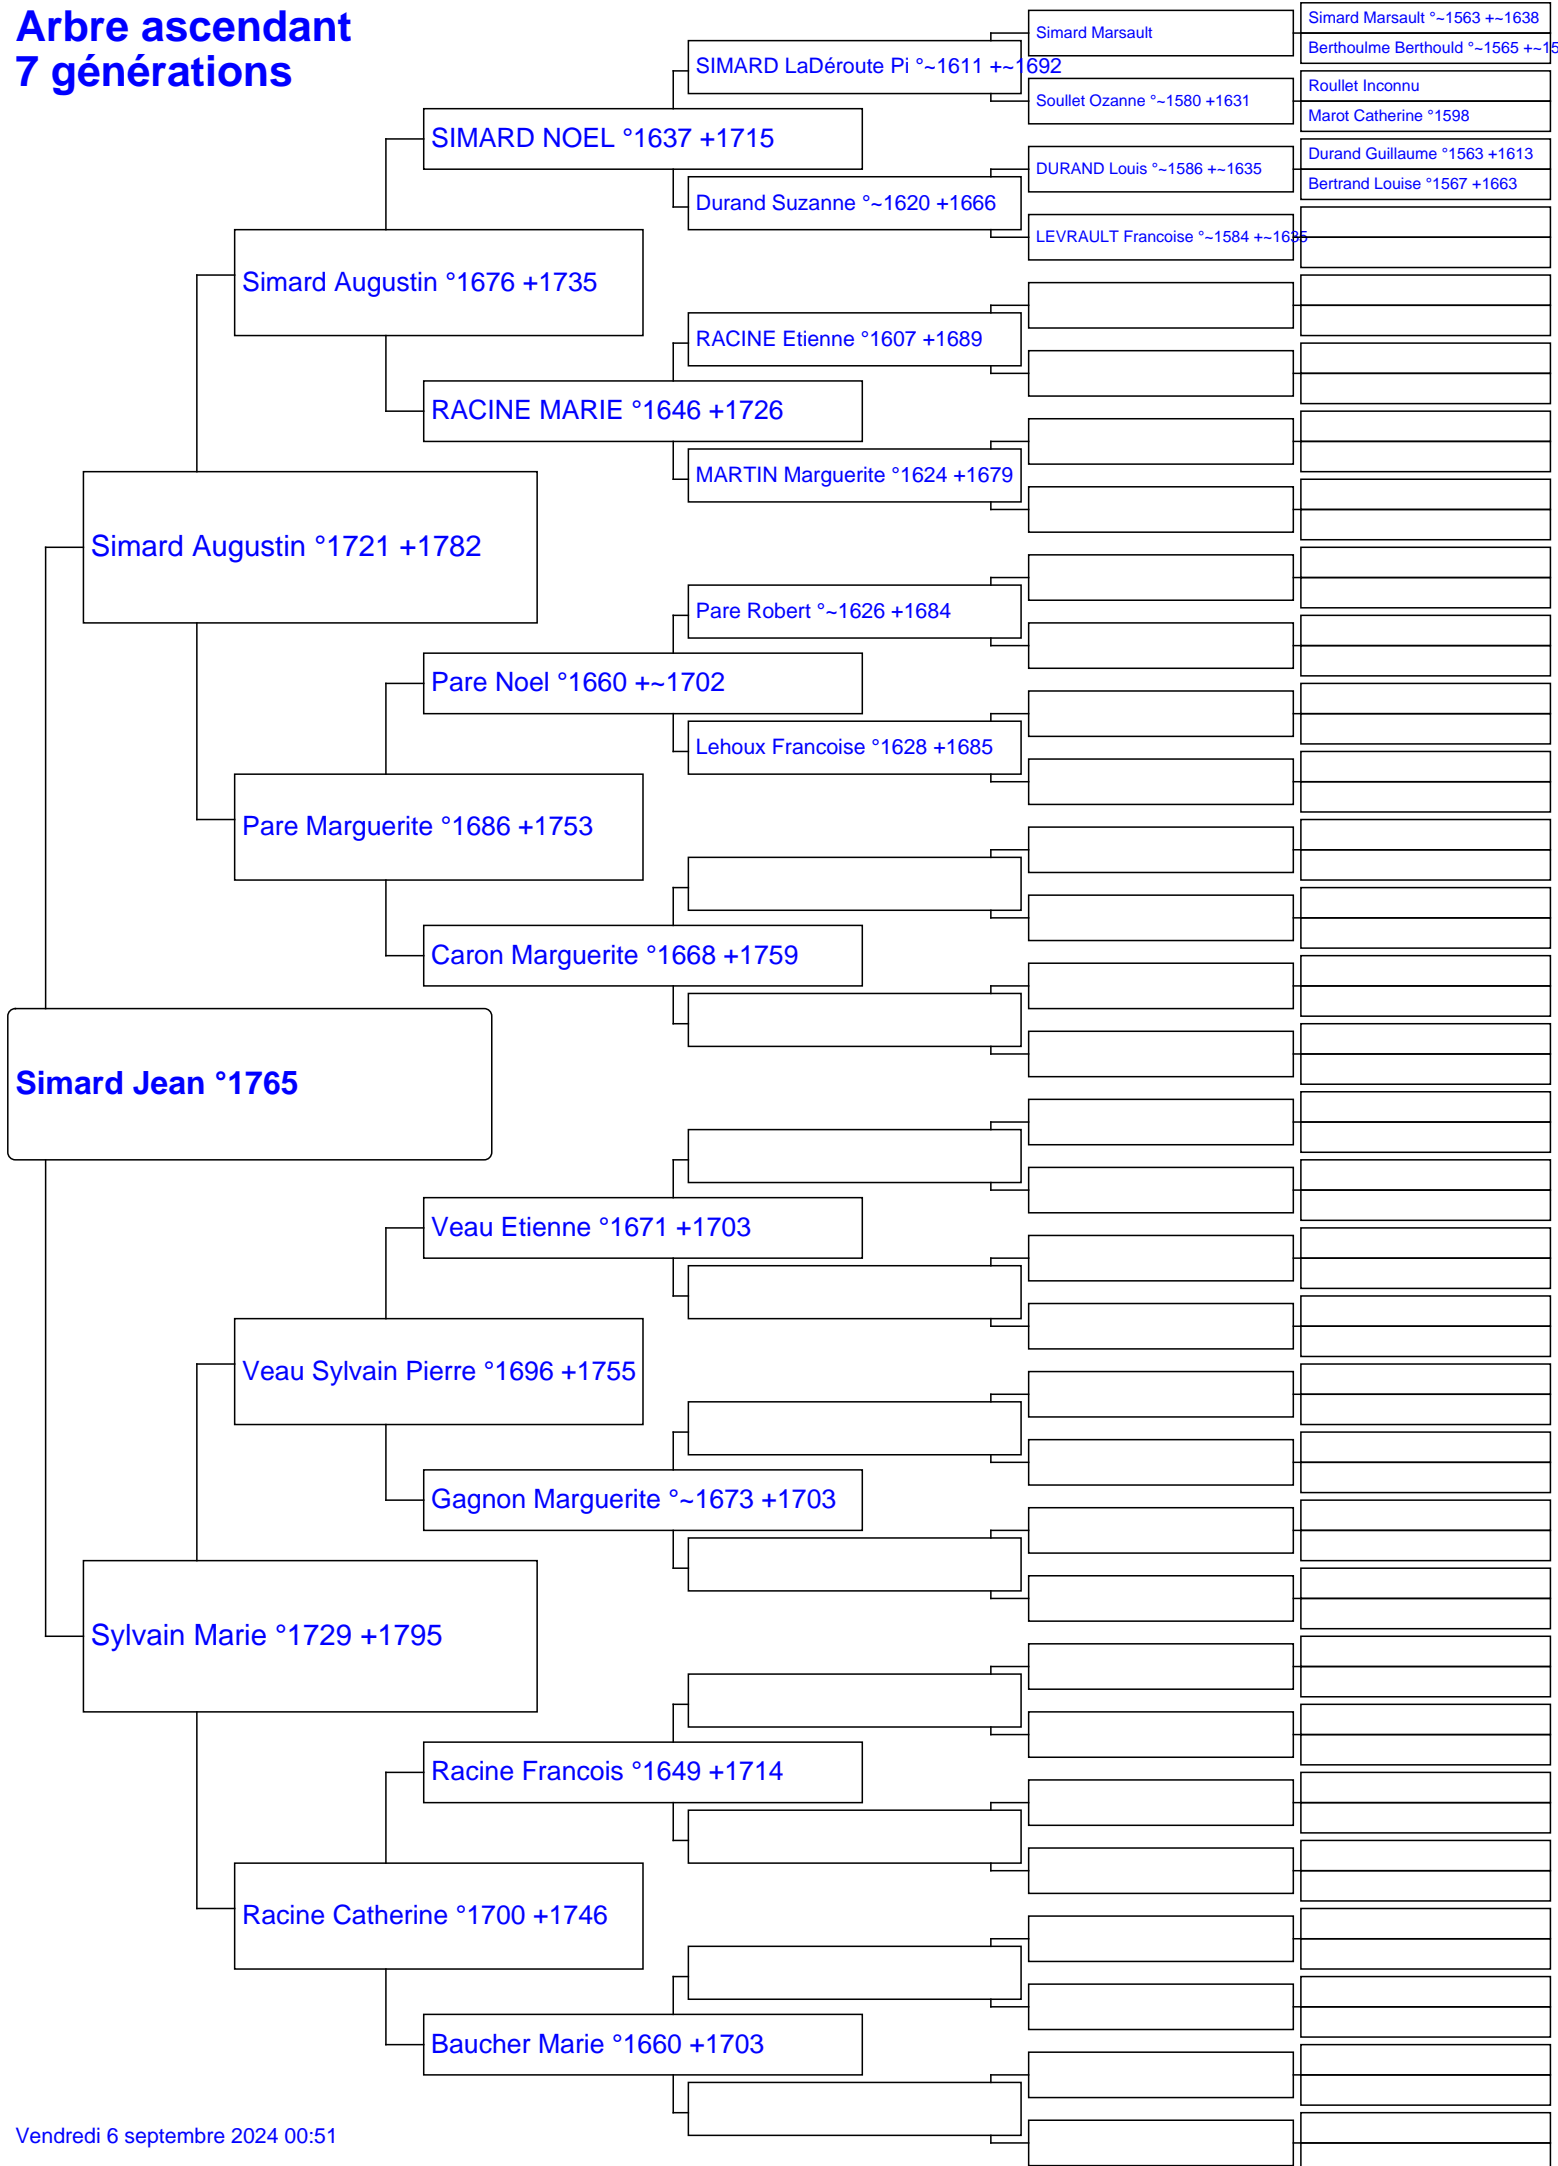 Arbre ascendant
7 générations
Simard Marsault °~1563 +~1638
Simard Marsault
Berthoulme Berthould °~1565 +~15
SIMARD LaDéroute Pi °~1611 +~1692
Roullet Inconnu
Soullet Ozanne °~1580 +1631
Marot Catherine °1598
SIMARD NOEL °1637 +1715
Durand Guillaume °1563 +1613
DURAND Louis °~1586 +~1635
Bertrand Louise °1567 +1663
Durand Suzanne °~1620 +1666
LEVRAULT Francoise °~1584 +~1635
Simard Augustin °1676 +1735
RACINE Etienne °1607 +1689
RACINE MARIE °1646 +1726
MARTIN Marguerite °1624 +1679
Simard Augustin °1721 +1782
Pare Robert °~1626 +1684
Pare Noel °1660 +~1702
Lehoux Francoise °1628 +1685
Pare Marguerite °1686 +1753
Caron Marguerite °1668 +1759
Simard Jean °1765
Veau Etienne °1671 +1703
Veau Sylvain Pierre °1696 +1755
Gagnon Marguerite °~1673 +1703
Sylvain Marie °1729 +1795
Racine Francois °1649 +1714
Racine Catherine °1700 +1746
Baucher Marie °1660 +1703
Vendredi 6 septembre 2024 00:51